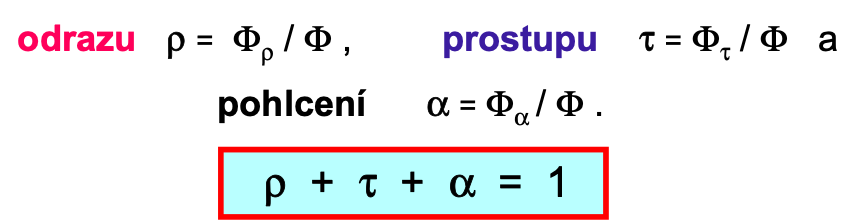 odrazu ρ = Φρ / Φ , prostupu τ = Φτ / Φ a
pohlcení α = Φα / Φ .
ρ + τ + α = 1